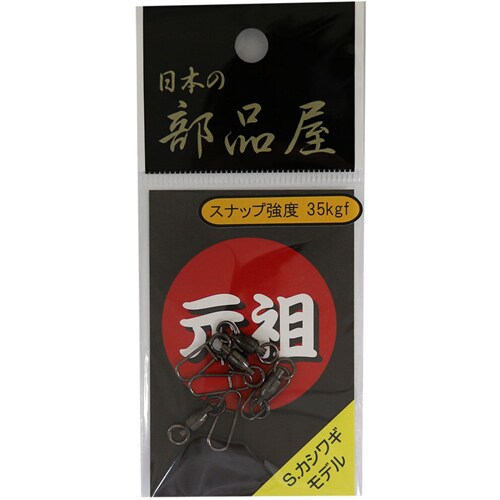 日本の
部品屋
スナップ強度 35kgf
元祖
S.カシワギ
モデル